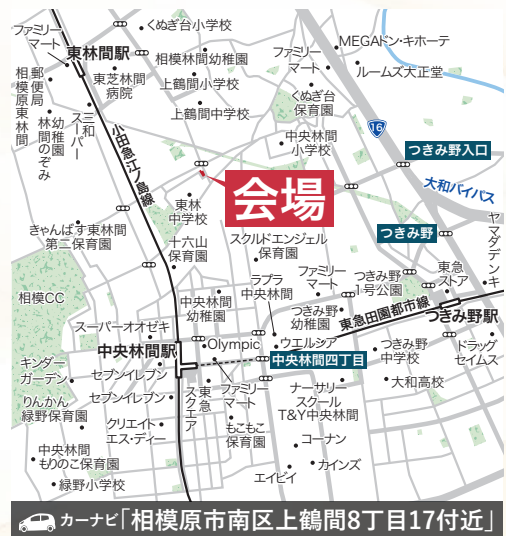 くぬぎ台小学校
ファミリー
マート
東林間駅
相模林間幼稚園
ファミリー
マート
MEGAドン・キホーテ
ルームズ大正堂
郵便局
相模原東林間
東芝林間
病院
上鶴間小学校
くぬぎ台
保育園
幼稚園
林間のぞみ
三和
スーパー
上鶴間中学校
16
中央林間
小学校
つきみ野入口
小田急江ノ島線
大和バイパス
会場
東林
中学校
きゃんぱす東林間
第二保育園
十六山
保育園
スクルドエンジェル
保育園
つきみ野
ヤマダデンキ
相模CC
ラプラ
中央林間
ファミリー
マート
つきみ野
1号公園
東急
ストア
中央林間
幼稚園
つきみ野
幼稚園
東急田園都市線
つきみ野駅
スーパーオオゼキ
中央林間駅
Olympic
ウエルシア
つきみ野
中学校
ドラッグ
セイムス
キンダー
ガーデン
セブンイレブン
中央林間四丁目
セブンイレブン
東急
スクエア
ファミリー
マート
ナーサリー
スクール
T&Y中央林間
大和高校
りんかん
緑野保育園
クリエイト
エス・ディー
もこもこ
保育園
コーナン
中央林間
もりのこ保育園
エイビイ
カインズ
緑野小学校
カーナビ「相模原市南区上鶴間8丁目17付近」